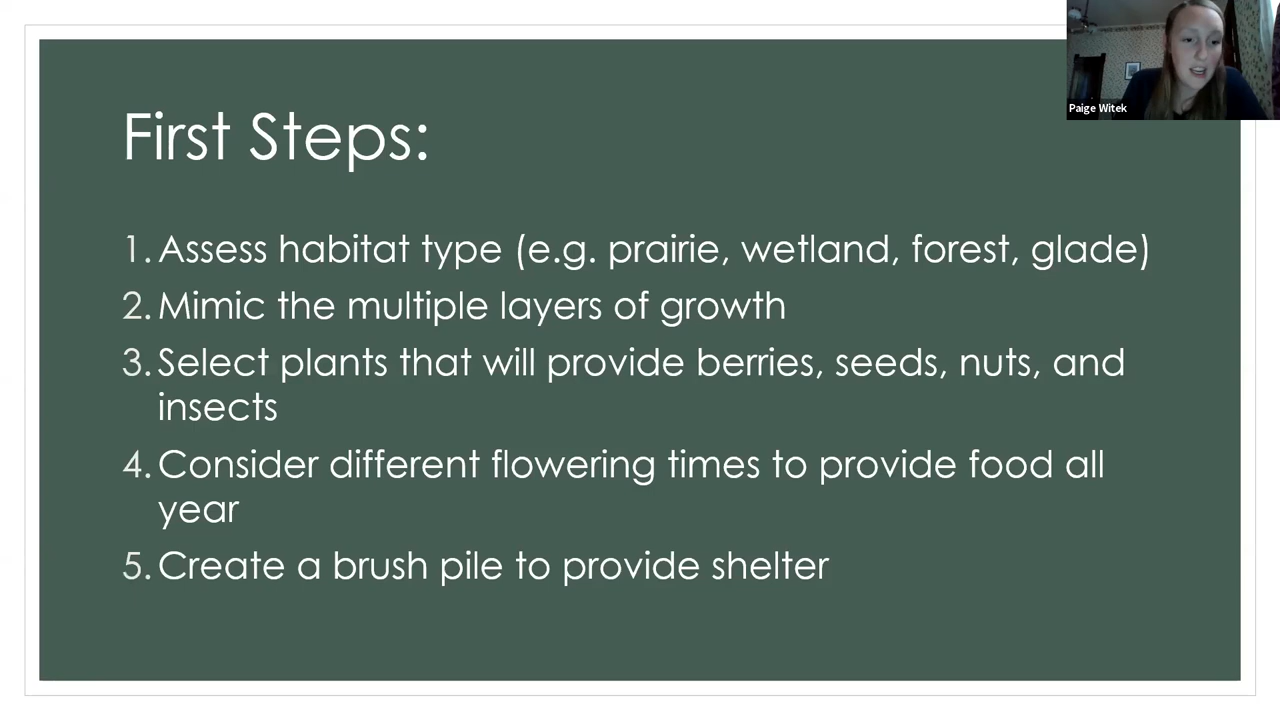 Paige Witek
First Steps:
1. Assess habitat type (e.g. prairie, wetland, forest, glade)
2. Mimic the multiple layers of growth
3. Select plants that will provide berries, seeds, nuts, and
insects
4. Consider different flowering times to provide food all
year
5. Create a brush pile to provide shelter